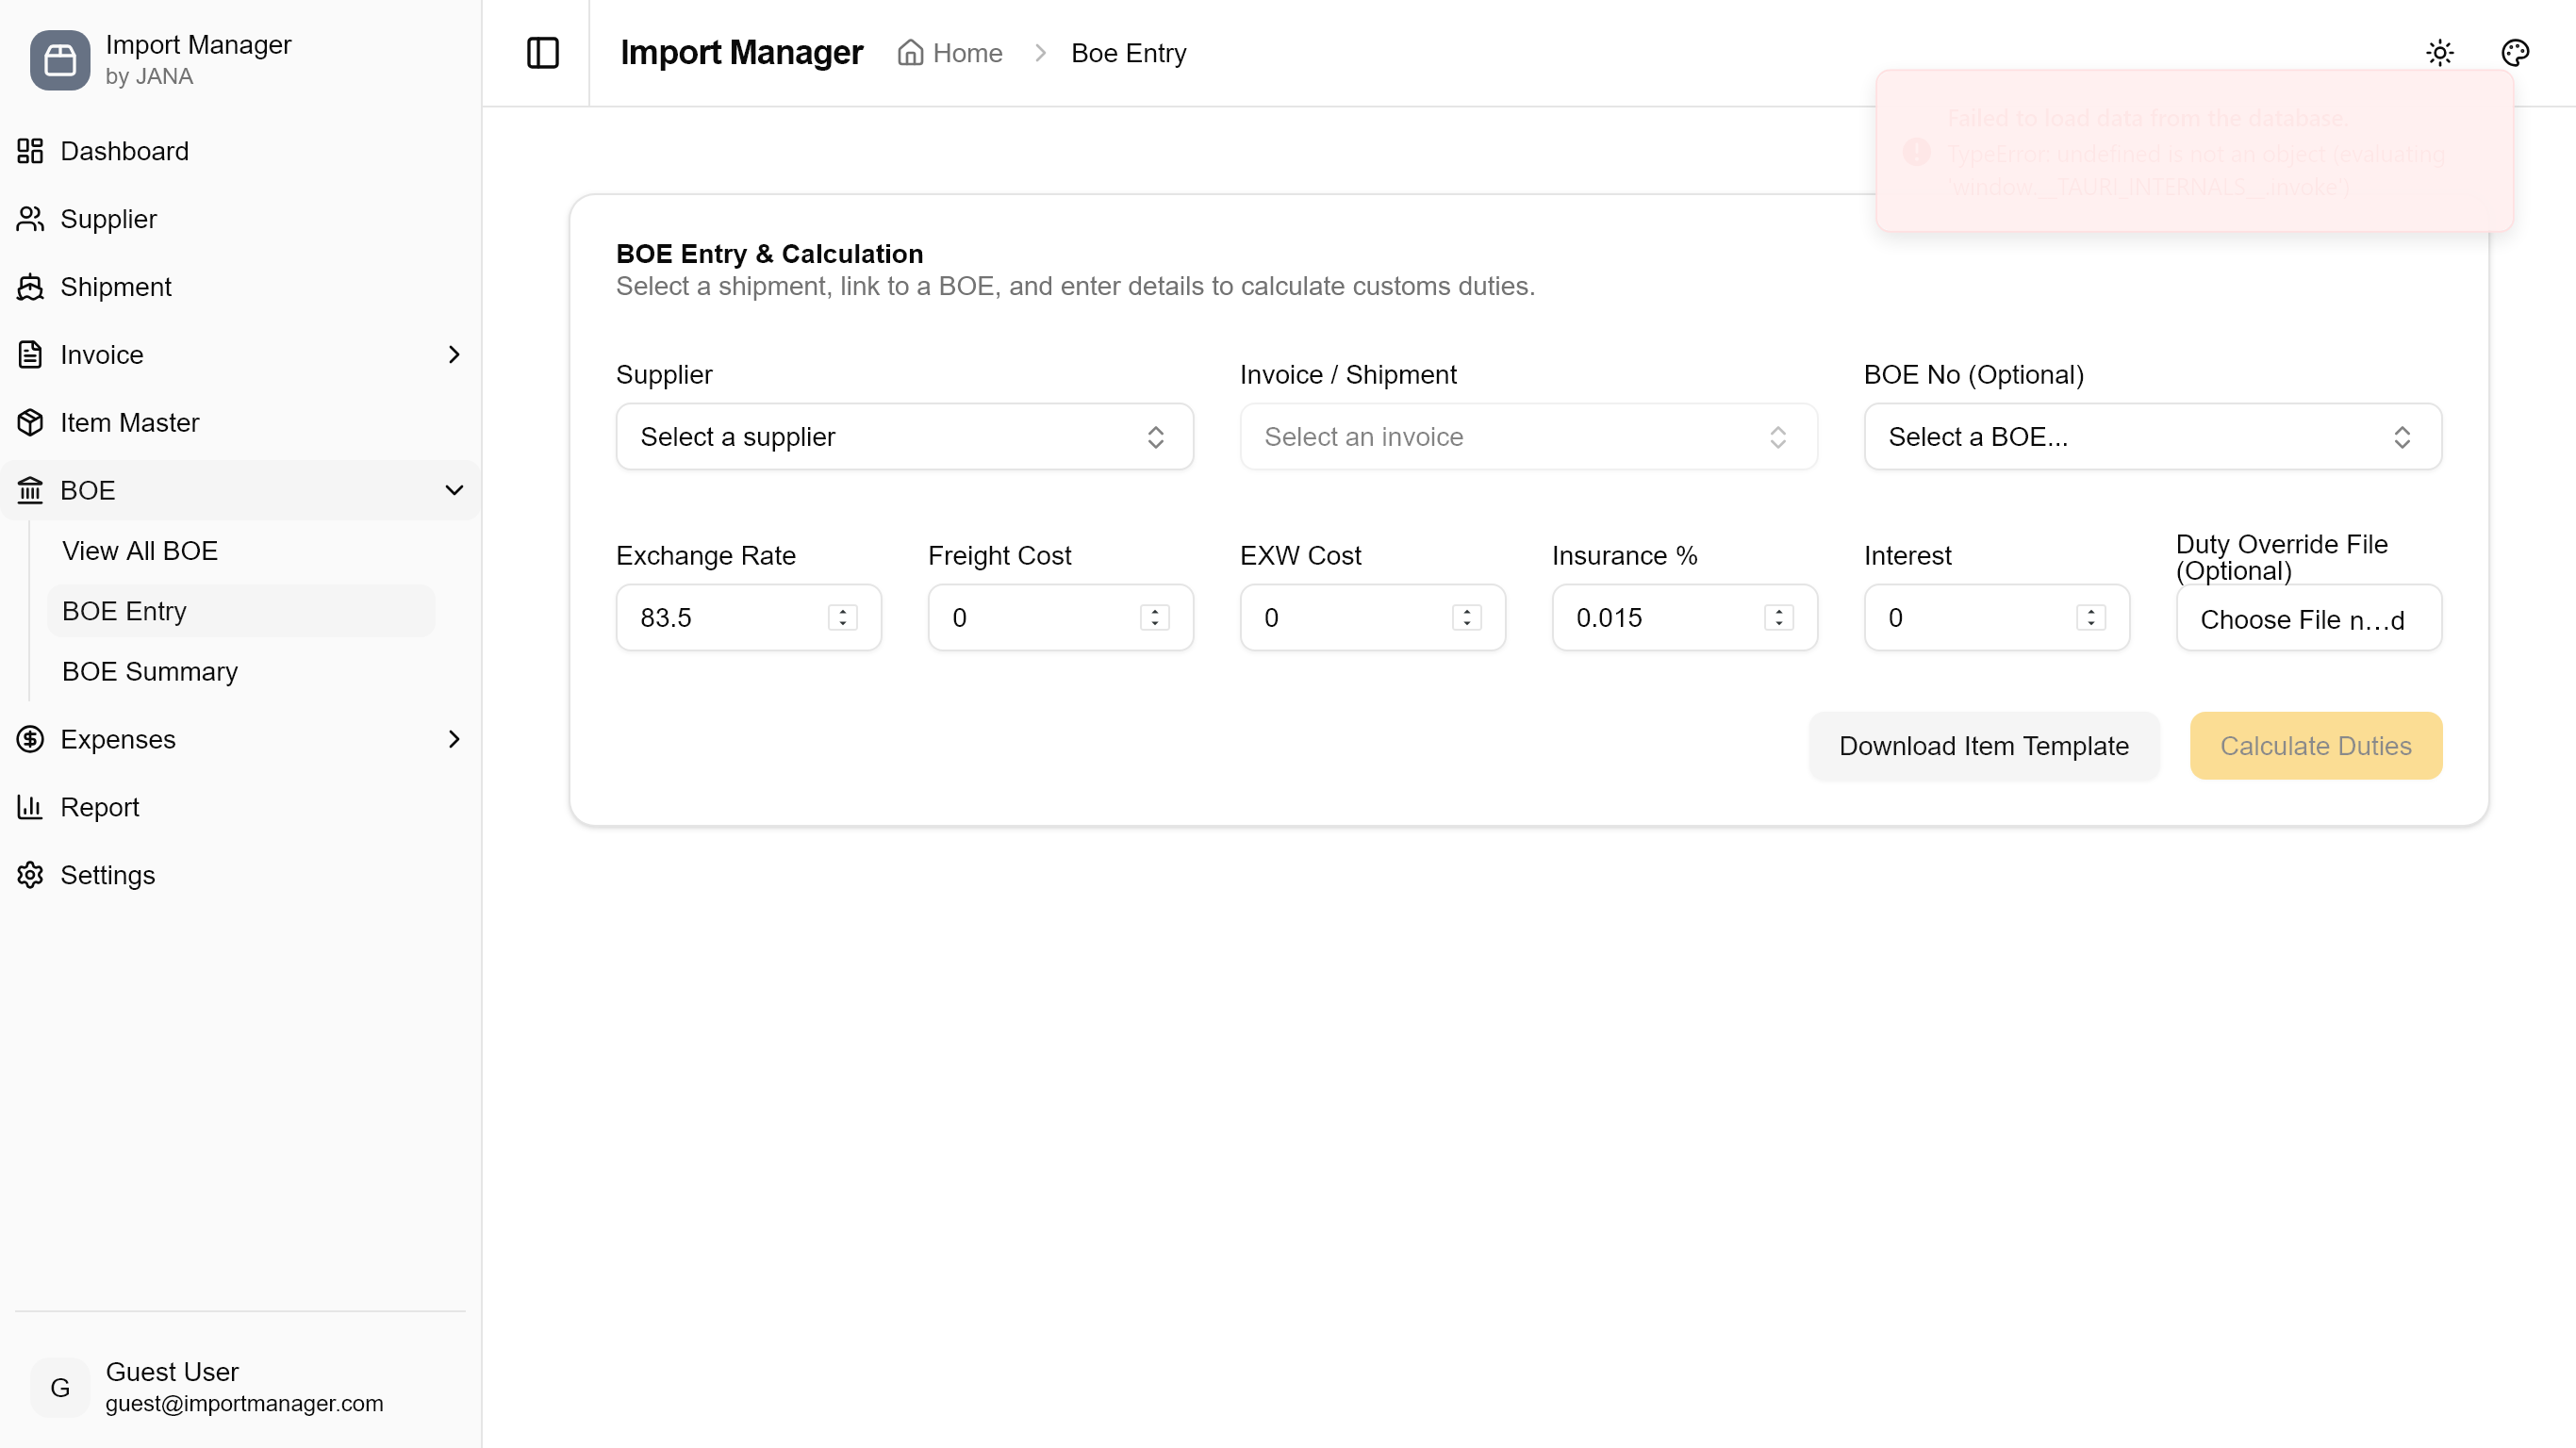 Import Manager
by JANA
Dashboard
Supplier
Shipment
Invoice
Item Master
BOE
View All BOE
BOE Entry
BOE Summary
Expenses
Report
Settings
G
Guest User
guest@importmanager.com
Import Manager
Home
Boe Entry
Failed to load data from the database.
TypeError: undefined is not an object (evaluating
'window.__TAURI_INTERNALS__.invoke')
BOE Entry & Calculation
Select a shipment, link to a BOE, and enter details to calculate customs duties.
Supplier
Select a supplier
Invoice / Shipment
Select an invoice
BOE No (Optional)
Select a BOE...
Exchange Rate
83.5
Freight Cost
0
EXW Cost
0
Insurance %
0.015
Interest
0
Duty Override File
(Optional)
Choose File n...d
Download Item Template
Calculate Duties